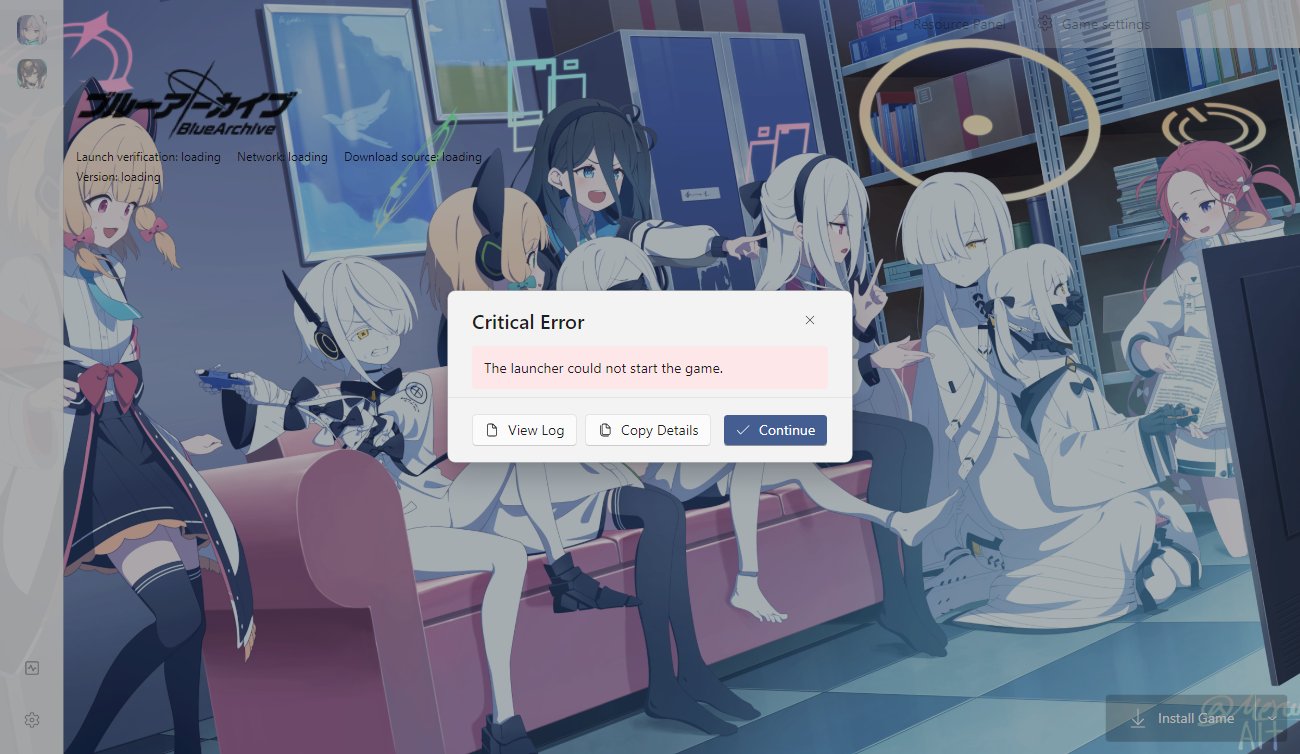 Resource Panel
Game settings
ブルーアーカイブ
BlueArchive
Launch verification: loading
Network: loading
Download source: loading
Version: loading
Critical Error
The launcher could not start the game.
View Log
Copy Details
Continue
Install Game